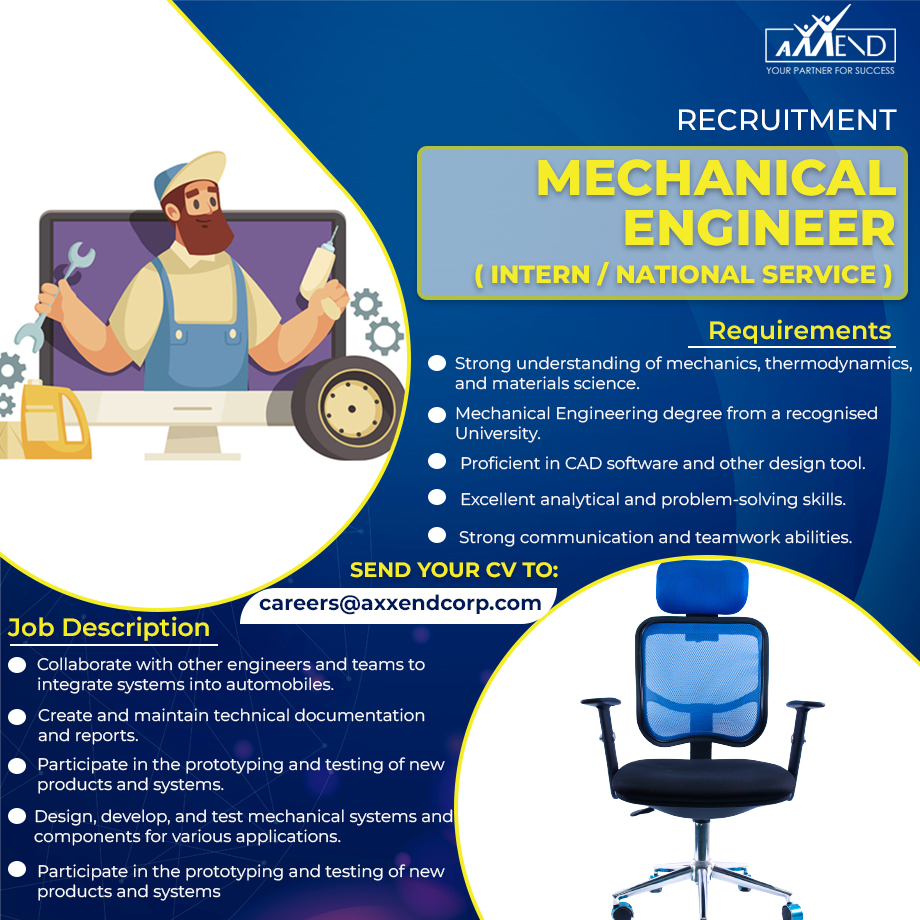 AXXEND
YOUR PARTNER FOR SUCCESS
RECRUITMENT
MECHANICAL
ENGINEER
( INTERN / NATIONAL SERVICE )
Requirements
Strong understanding of mechanics, thermodynamics,
and materials science.
Mechanical Engineering degree from a recognised
University.
Proficient in CAD software and other design tool.
Excellent analytical and problem-solving skills.
Strong communication and teamwork abilities.
SEND YOUR CV TO:
careers@axxendcorp.com
Job Description
Collaborate with other engineers and teams to
integrate systems into automobiles.
Create and maintain technical documentation
and reports.
Participate in the prototyping and testing of new
products and systems.
Design, develop, and test mechanical systems and
components for various applications.
Participate in the prototyping and testing of new
products and systems